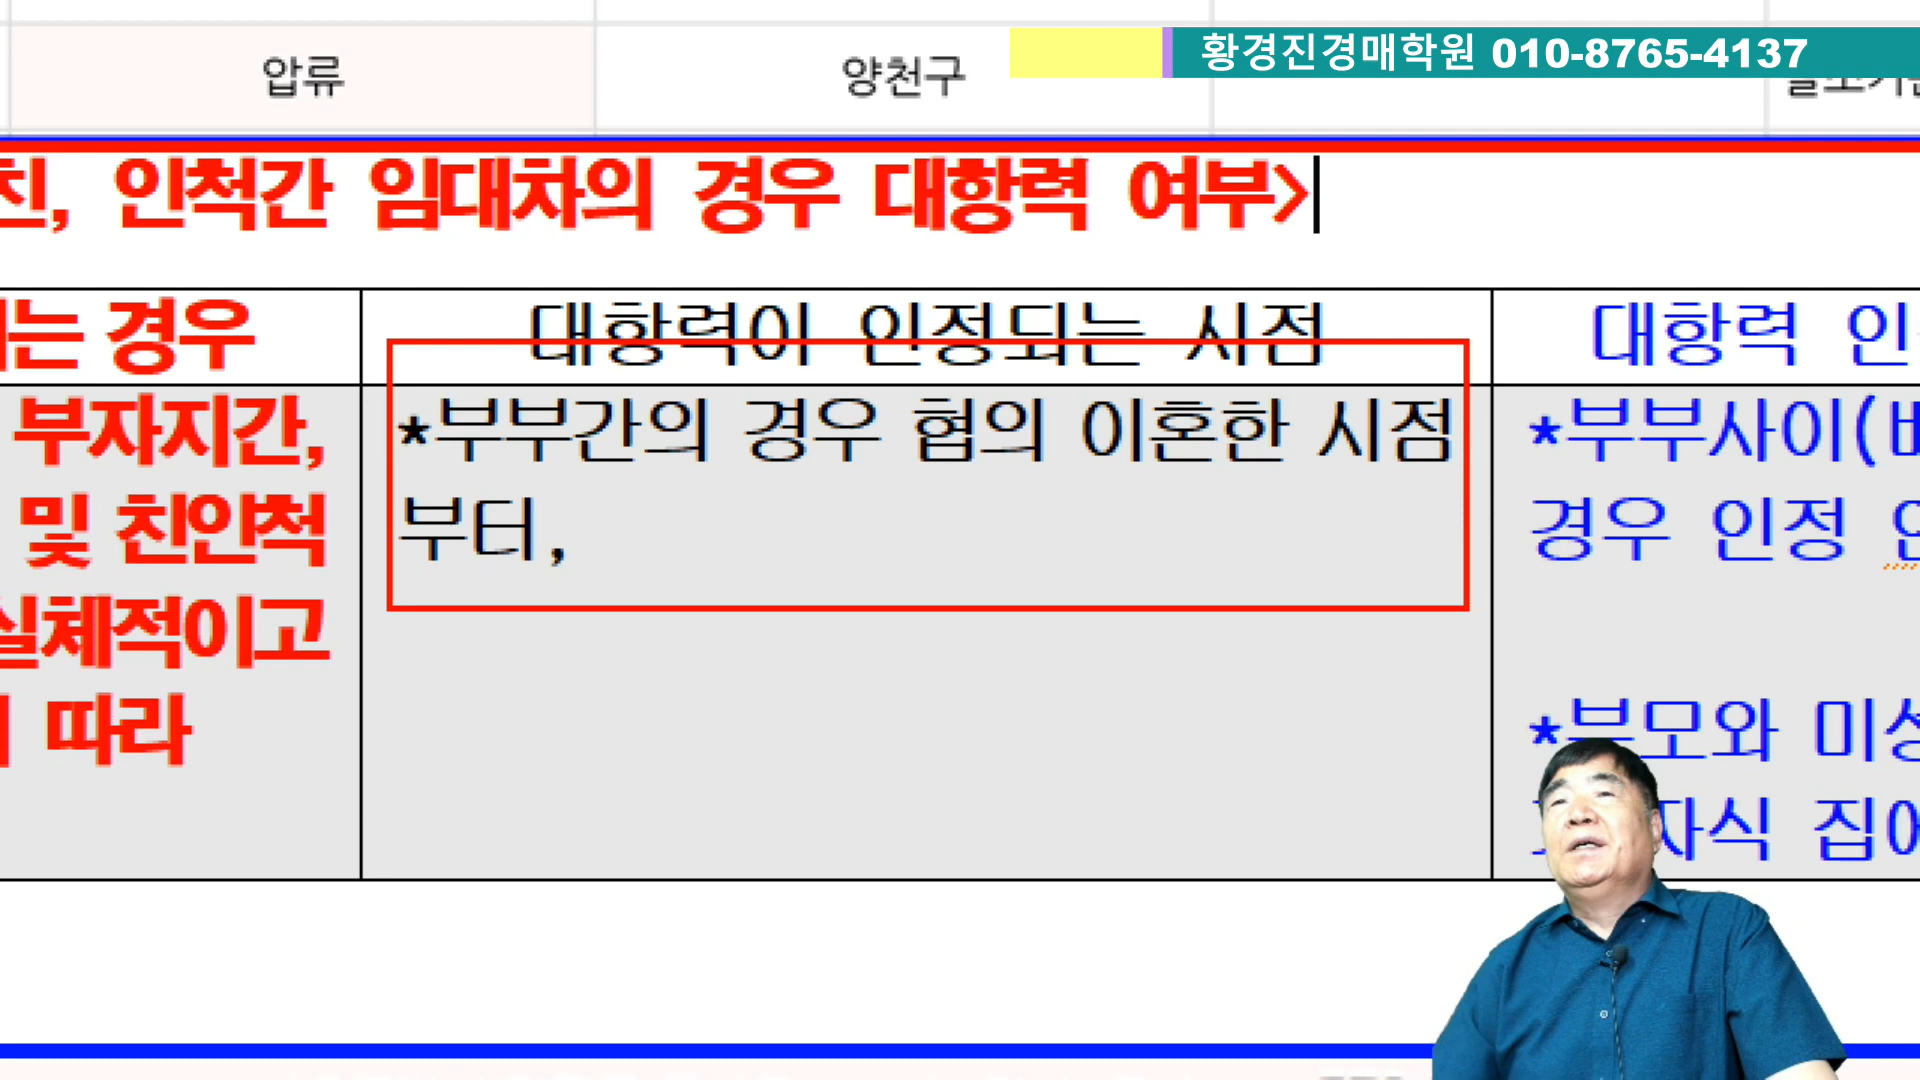 황경진경매학원 010-8765-4137
압류 양천구
친, 인척간 임대차의 경우 대항력 여부>
는 경우
대항력이 인정되는 시점
대항력 인
부자지간,
및 친인척
실체적이고
따라
*부부간의 경우 협의 이혼한 시점
부터,
*부부사이(
경우 인정
*부모와 미
자식 집에